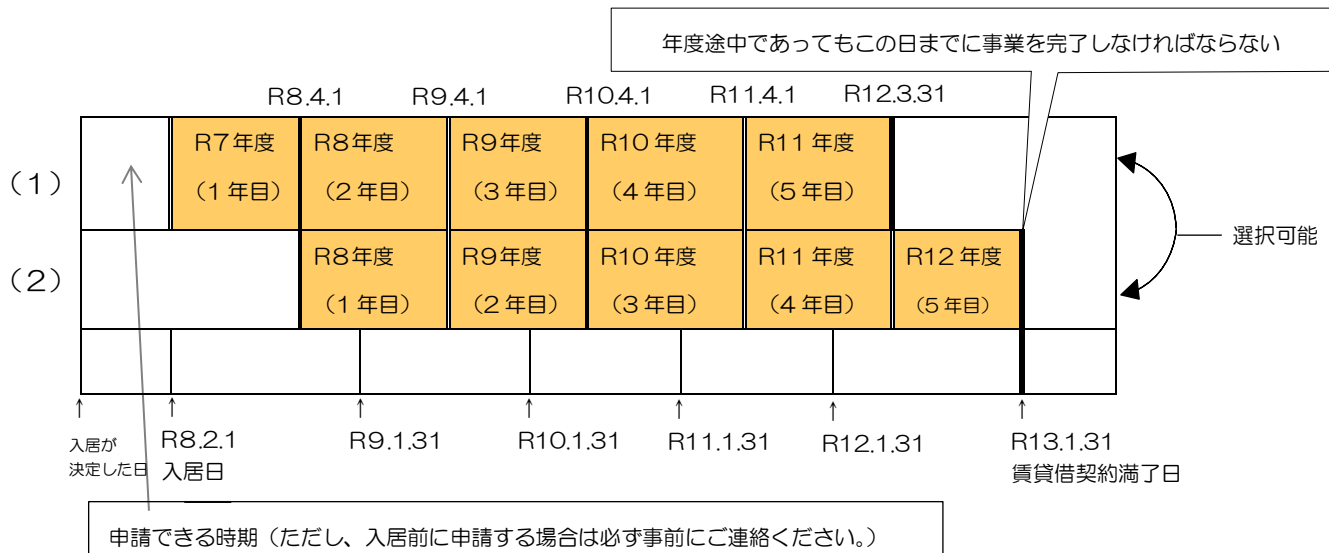 年度途中であってもこの日までに事業を完了しなければならない
R8.4.1 R9.4.1 R10.4.1 R11.4.1 R12.3.31
（1）
R7年度 R8年度 R9年度 R10年度 R11年度
（1年目） （2年目） （3年目） （4年目） （5年目）
選択可能
（2）
R8年度 R9年度 R10年度 R11年度 R12年度
（1年目） （2年目） （3年目） （4年目） （5年目）
入居が
決定した日
R8.2.1 R9.1.31 R10.1.31 R11.1.31 R12.1.31 R13.1.31
入居日 賃貸借契約満了日
申請できる時期（ただし、入居前に申請する場合は必ず事前にご連絡ください。）